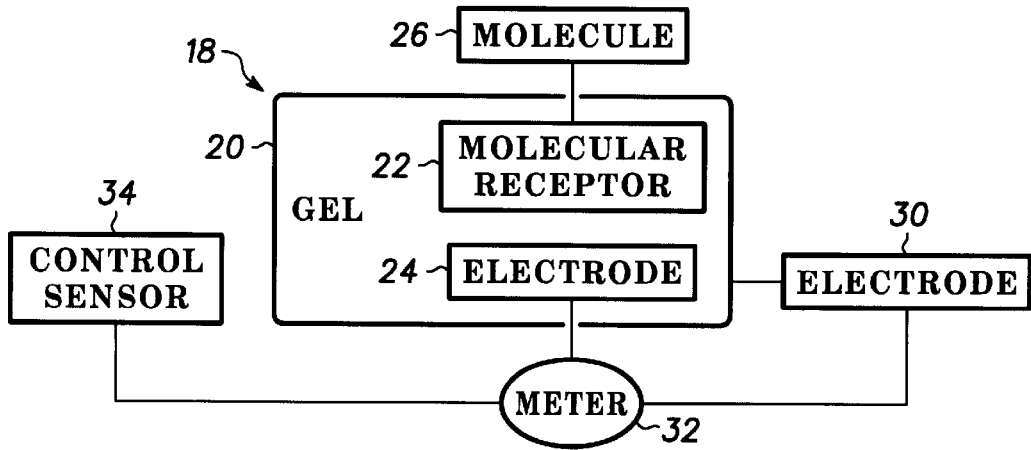 26
MOLECULE
18
20
22
MOLECULAR
RECEPTOR
GEL
34
CONTROL
SENSOR
24
ELECTRODE
30
ELECTRODE
METER
32